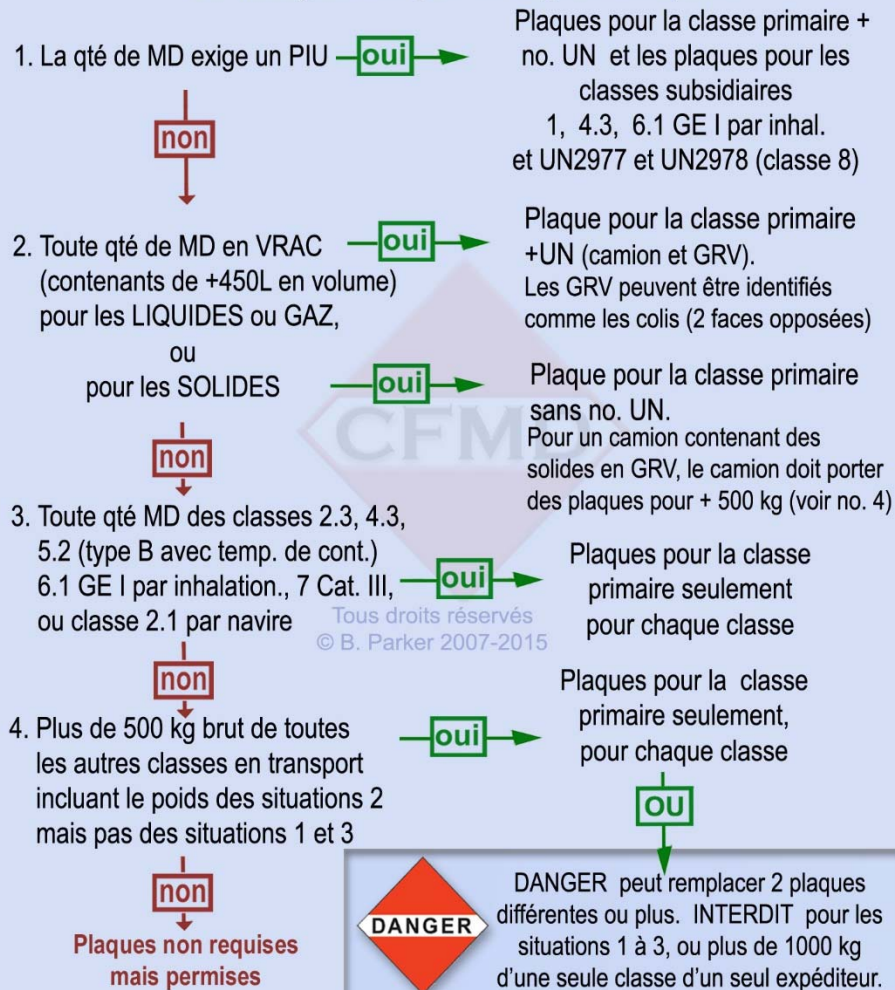 1. La qté de MD exige un PIU
oui
Plaques pour la classe primaire +
no. UN et les plaques pour les
classes subsidiaires
1, 4.3, 6.1 GE I par inhal.
et UN2977 et UN2978 (classe 8)
non
2. Toute qté de MD en VRAC
(contenants de +450L en volume)
pour les LIQUIDES ou GAZ,
oui
Plaque pour la classe primaire
+UN (camion et GRV).
Les GRV peuvent être identifiés
comme les colis (2 faces opposées)
ou
pour les SOLIDES
oui
Plaque pour la classe primaire
sans no. UN.
Pour un camion contenant des
solides en GRV, le camion doit porter
des plaques pour + 500 kg (voir no. 4)
CFMD
non
3. Toute qté MD des classes 2.3, 4.3,
5.2 (type B avec temp. de cont.)
6.1 GE I par inhalation., 7 Cat. III,
ou classe 2.1 par navire
oui
Plaques pour la classe
primaire seulement
pour chaque classe
Tous droits réservés
© B. Parker 2007-2015
non
4. Plus de 500 kg brut de toutes
les autres classes en transport
incluant le poids des situations 2
mais pas des situations 1 et 3
oui
Plaques pour la classe
primaire seulement,
pour chaque classe
OU
non
Plaques non requises
mais permises
DANGER
DANGER peut remplacer 2 plaques
différentes ou plus. INTERDIT pour les
situations 1 à 3, ou plus de 1000 kg
d'une seule classe d'un seul expéditeur.